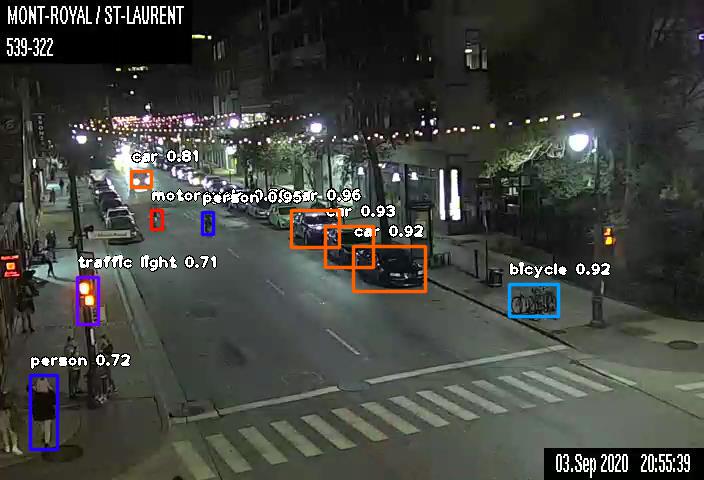 MONT-ROYAL / ST-LAURENT
539-322
car 0.81
person 0.95
0.96
car 0.93
car 0.92
traffic light 0.71
bicycle 0.92
person 0.72
03.Sep 2020 20:55:39